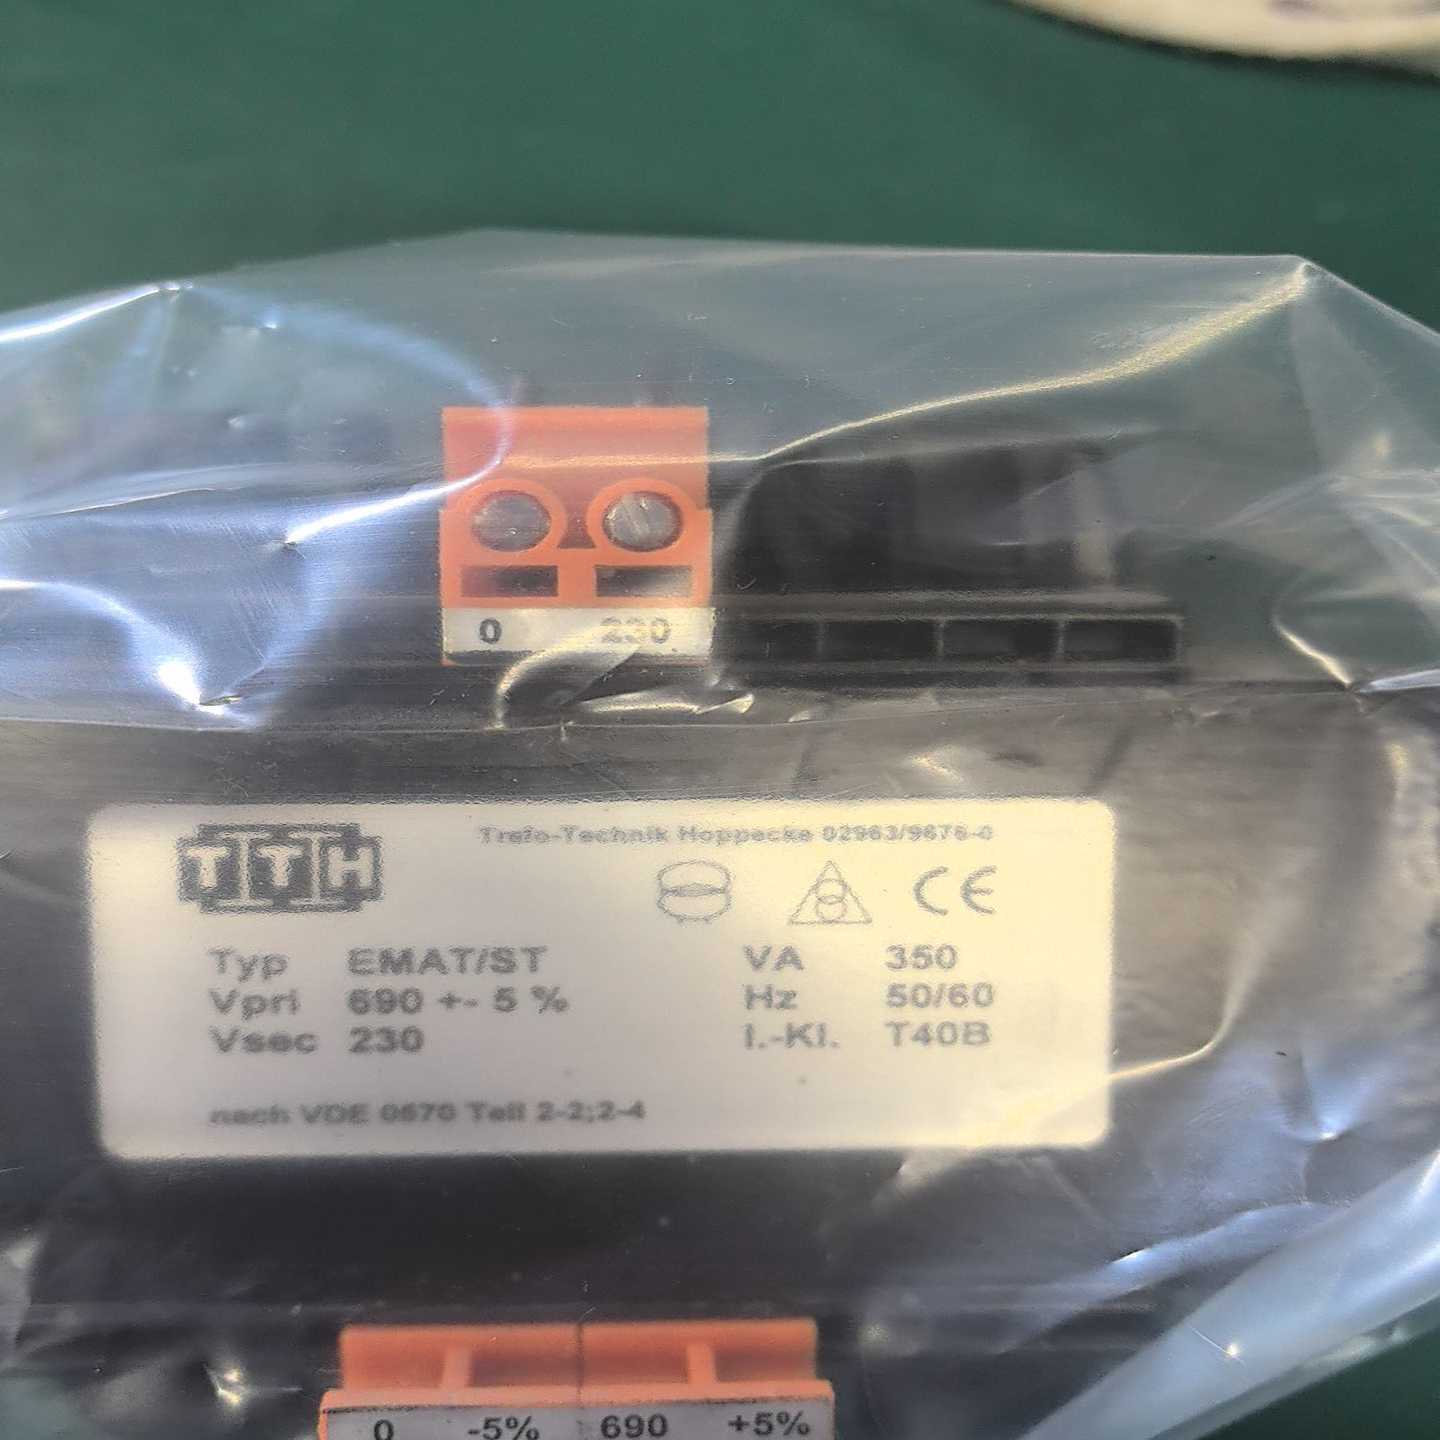 0 230
TTH
Trafo-Technik Hoppecke 02963/9676-0
CE
Typ EMAT/ST VA 350
Vpri 690 +- 5 % Hz 50/60
Vsec 230 I.-Kl. T40B
nach VDE 0570 Teil 2-2;2-4
0 -5% 690 +5%